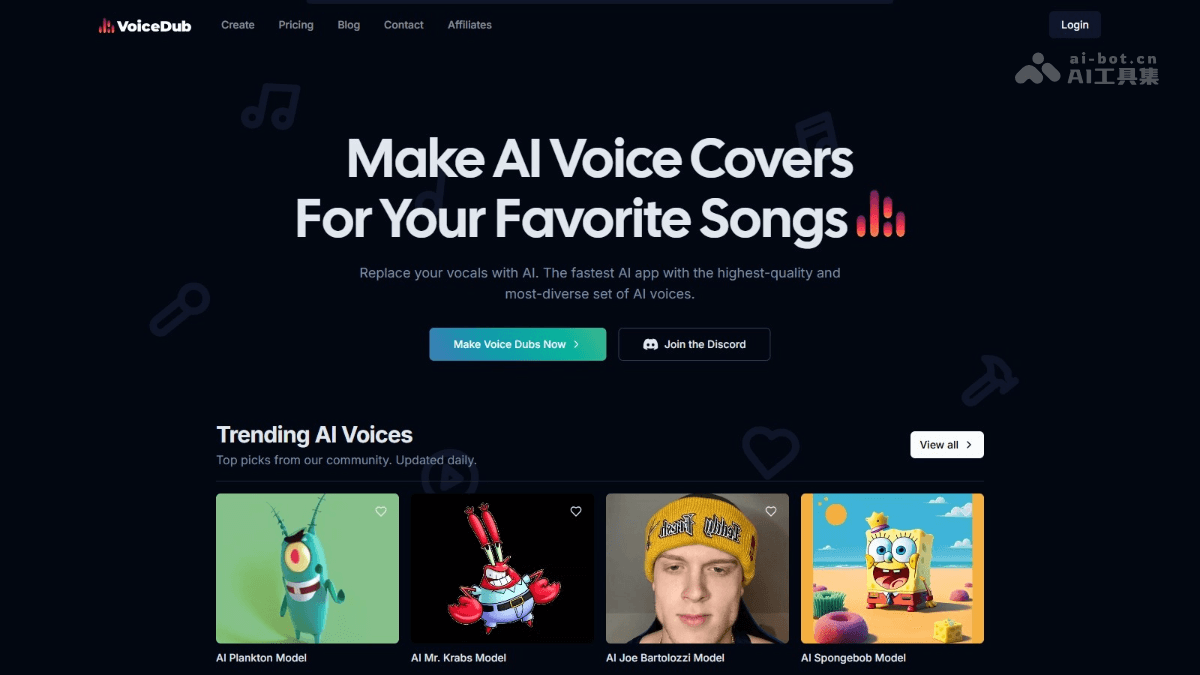 VoiceDub
Create
Pricing
Blog
Contact
Affiliates
Login
ai-bot.cn
AI工具集
Make AI Voice Covers
For Your Favorite Songs
Replace your vocals with AI. The fastest AI app with the highest-quality and
most-diverse set of AI voices.
Make Voice Dubs Now
Join the Discord
Trending AI Voices
Top picks from our community. Updated daily.
View all
Teddy Fresh
AI Plankton Model
AI Mr. Krabs Model
AI Joe Bartolozzi Model
AI Spongebob Model